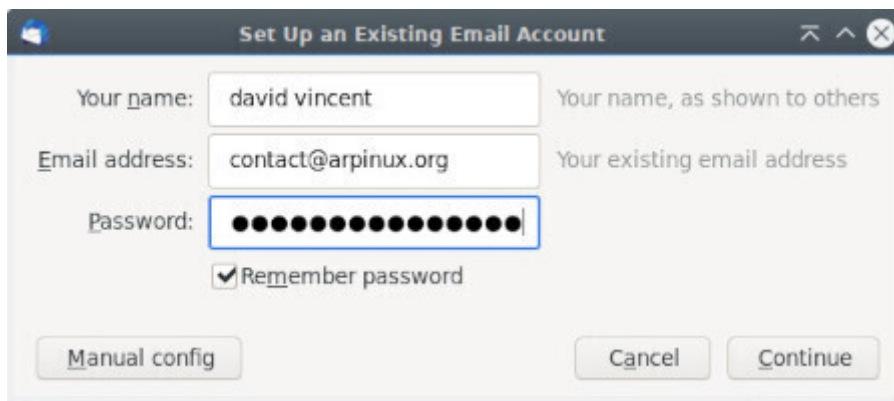 Set Up an Existing Email Account
Your name: david vincent Your name, as shown to others
Email address: contact@arpinux.org Your existing email address
Password: ●●●●●●●●●●●●●●●
Remember password
Manual config Cancel Continue